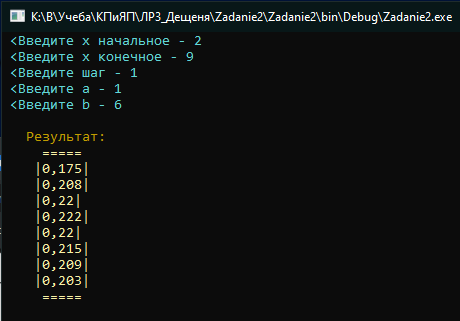 K:\В\Учеба\КПиЯП\ЛР3_Дещеня\Zadanie2\Zadanie2\bin\Debug\Zadanie2.exe
<Введите x начальное - 2
<Введите x конечное - 9
<Введите шаг - 1
<Введите a - 1
<Введите b - 6
Результат:
=====
|0,175|
|0,208|
|0,22|
|0,222|
|0,22|
|0,215|
|0,209|
|0,203|
=====